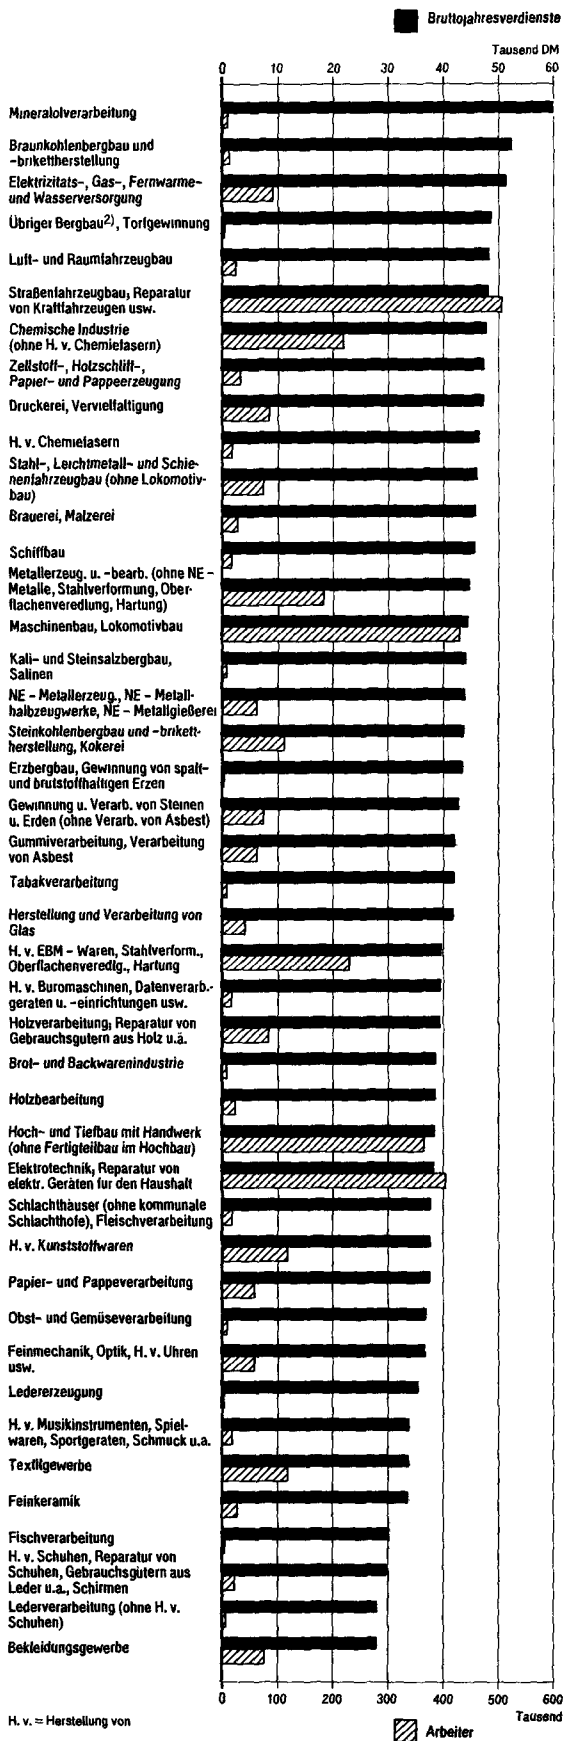 Bruttojahresverdienste
Tausend DM
0 10 20 30 40 50 60
Mineralolverarbeitung
Braunkohlenbergbau und
-brikettherstellung
Elektrizitats-, Gas-, Fernwarme-
und Wasserversorgung
Übriger Bergbau2), Torfgewinnung
Luft- und Raumfahrzeugbau
Straßenfahrzeugbau, Reparatur
von Kraftfahrzeugen usw.
Chemische Industrie
(ohne H. v. Chemiefasern)
Zellstoff-, Holzschliff-,
Papier- und Pappeerzeugung
Druckerei, Vervielfaltigung
H. v. Chemiefasern
Stahl-, Leichtmetall- und Schie-
nenfahrzeugbau (ohne Lokomotiv-
bau)
Brauerei, Malzerei
Schiffbau
Metallerzeug. u. -bearb. (ohne NE -
Metalle, Stahlverformung, Ober-
flachenveredlung, Hartung)
Maschinenbau, Lokomotivbau
Kali- und Steinsalzbergbau,
Salinen
NE - Metallerzeug., NE - Metall-
halbzeugwerke, NE - Metallgießerei
Steinkohlenbergbau und -brikett-
herstellung, Kokerei
Erzbergbau, Gewinnung von spalt-
und brutstoffhaltigen Erzen
Gewinnung u. Verarb. von Steinen
u. Erden (ohne Verarb. von Asbest)
Gummiverarbeitung, Verarbeitung
von Asbest
Tabakverarbeitung
Herstellung und Verarbeitung von
Glas
H. v. EBM - Waren, Stahlverform.,
Oberflachenveredlg., Hartung
H. v. Buromaschinen, Datenverarb.-
geraten u. -einrichtungen usw.
Holzverarbeitung, Reparatur von
Gebrauchsgutern aus Holz u.ä.
Brot- und Backwarenindustrie
Holzbearbeitung
Hoch- und Tiefbau mit Handwerk
(ohne Fertigteilbau im Hochbau)
Elektrotechnik, Reparatur von
elektr. Geräten fur den Haushalt
Schlachthäuser (ohne kommunale
Schlachthofe), Fleischverarbeitung
H. v. Kunststoffwaren
Papier- und Pappeverarbeitung
Obst- und Gemüseverarbeitung
Feinmechanik, Optik, H. v. Uhren
usw.
Ledererzeugung
H. v. Musikinstrumenten, Spiel-
waren, Sportgeraten, Schmuck u.a.
Textilgewerbe
Feinkeramik
Fischverarbeitung
H. v. Schuhen, Reparatur von
Schuhen, Gebrauchsgütern aus
Leder u.a., Schirmen
Lederverarbeitung (ohne H. v.
Schuhen)
Bekleidungsgewerbe
0 100 200 300 400 500 600
Tausend
H. v. = Herstellung von
Arbeiter